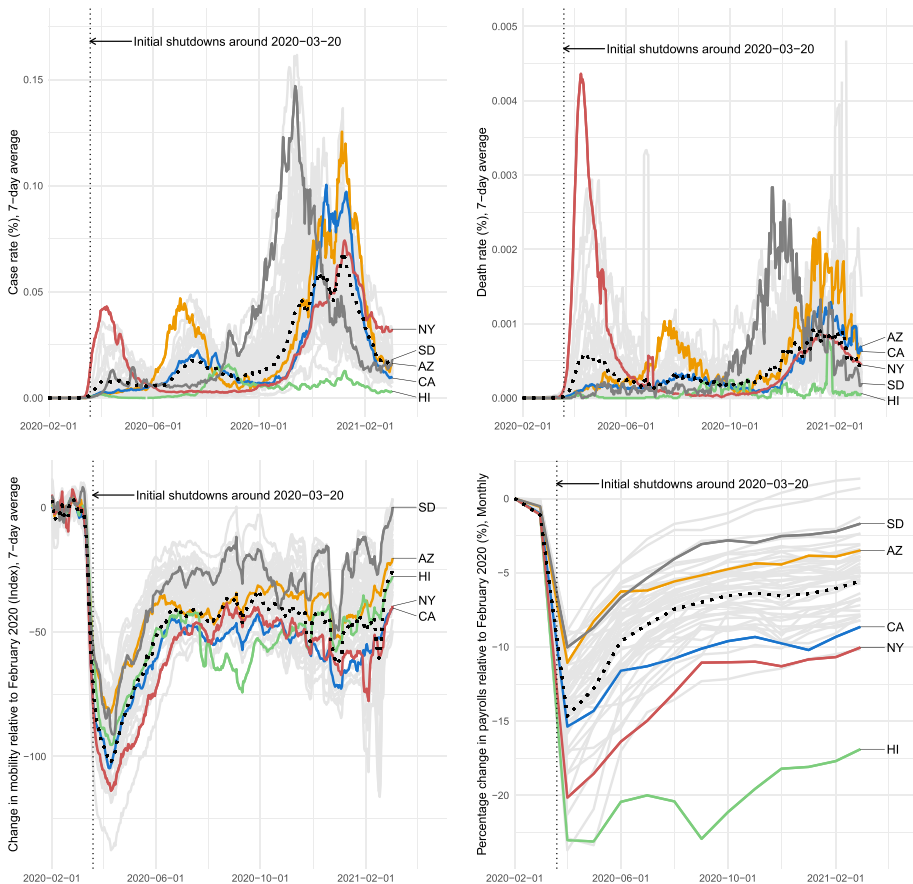 Case rate (%), 7−day average
0.15
0.10
0.05
0.00
Initial shutdowns around 2020−03−20
NY
SD
AZ
CA
HI
2020−02−01
2020−06−01
2020−10−01
2021−02−01
Death rate (%), 7−day average
0.005
0.004
0.003
0.002
0.001
0.000
Initial shutdowns around 2020−03−20
AZ
CA
NY
SD
HI
2020−02−01
2020−06−01
2020−10−01
2021−02−01
Change in mobility relative to February 2020 (Index), 7−day average
0
−50
−100
Initial shutdowns around 2020−03−20
SD
AZ
HI
NY
CA
2020−02−01
2020−06−01
2020−10−01
2021−02−01
Percentage change in payrolls relative to February 2020 (%), Monthly
0
−5
−10
−15
−20
Initial shutdowns around 2020−03−20
SD
AZ
CA
NY
HI
2020−02−01
2020−06−01
2020−10−01
2021−02−01